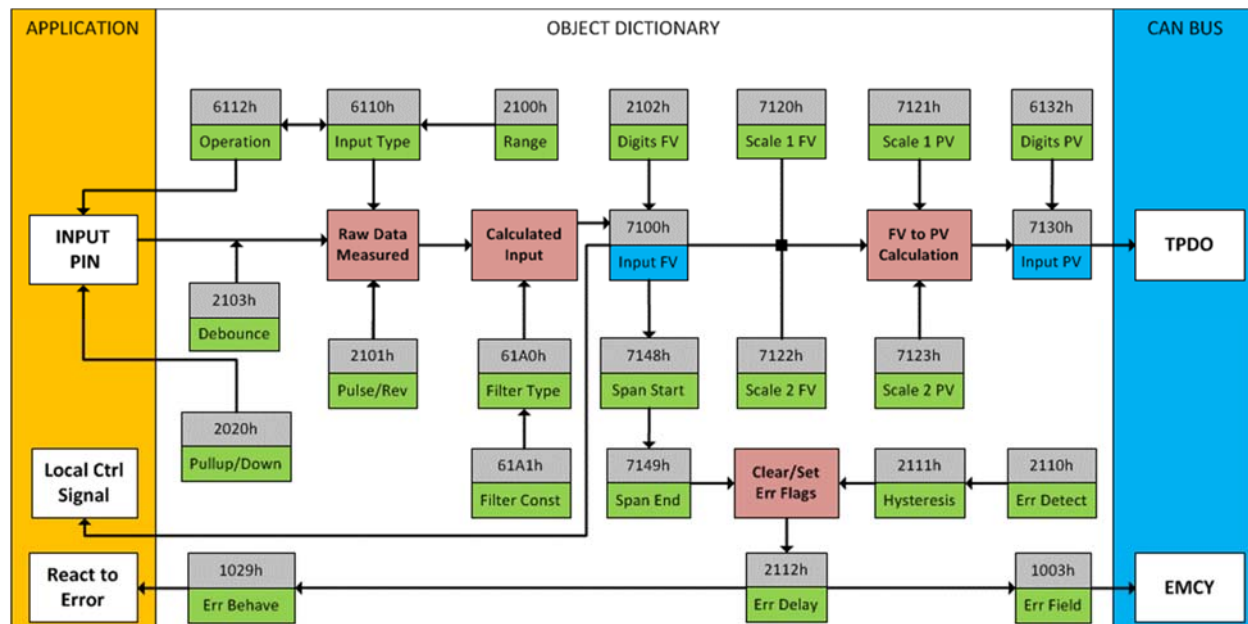 APPLICATION
OBJECT DICTIONARY
CAN BUS
6112h
Operation
6110h
Input Type
2100h
Range
2102h
Digits FV
7120h
Scale 1 FV
7121h
Scale 1 PV
6132h
Digits PV
INPUT
PIN
Raw Data
Measured
Calculated
Input
7100h
Input FV
FV to PV
Calculation
7130h
Input PV
TPDO
2103h
Debounce
2101h
Pulse/Rev
61A0h
Filter Type
7148h
Span Start
7122h
Scale 2 FV
7123h
Scale 2 PV
2020h
Pullup/Down
Local Ctrl
Signal
61A1h
Filter Const
7149h
Span End
Clear/Set
Err Flags
2111h
Hysteresis
2110h
Err Detect
React to
Error
1029h
Err Behave
2112h
Err Delay
1003h
Err Field
EMCY